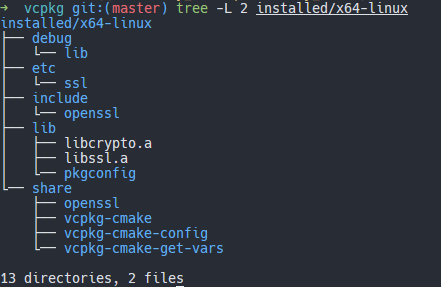 ➜  vcpkg git:(master) tree -L 2 installed/x64-linux
installed/x64-linux
├── debug
│   └── lib
├── etc
│   └── ssl
├── include
│   └── openssl
├── lib
│   ├── libcrypto.a
│   ├── libssl.a
│   └── pkgconfig
└── share
    ├── openssl
    ├── vcpkg-cmake
    ├── vcpkg-cmake-config
    └── vcpkg-cmake-get-vars

13 directories, 2 files